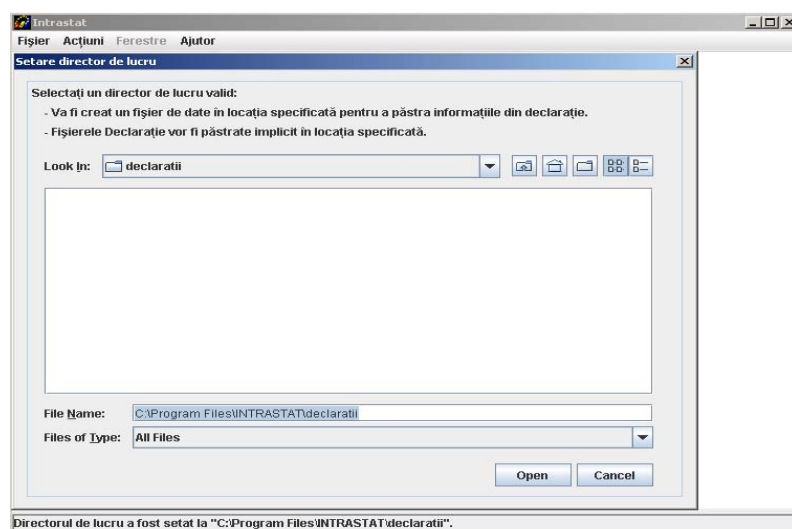 Intrastat
Fişier Acţiuni Ferestre Ajutor
Setare director de lucru
Selectaţi un director de lucru valid:
- Va fi creat un fişier de date în locaţia specificată pentru a păstra informaţiile din declaraţie.
- Fişierele Declaraţie vor fi păstrate implicit în locaţia specificată.
Look In: declaratii
File Name: C:\Program Files\INTRASTAT\declaratii
Files of Type: All Files
Open Cancel
Directorul de lucru a fost setat la "C:\Program Files\INTRASTAT\declaratii".